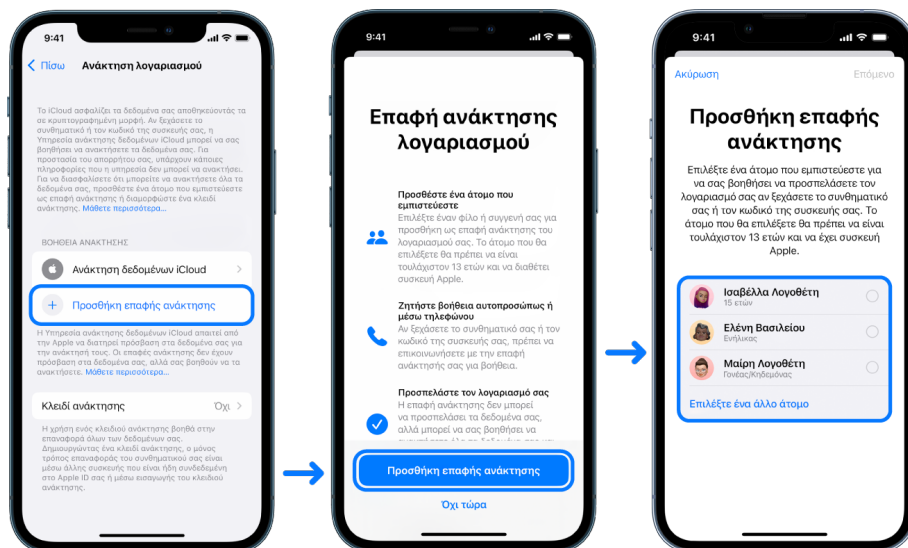 9:41
Πίσω
Ανάκτηση λογαριασμού
Το iCloud ασφαλίζει τα δεδομένα σας αποθηκεύοντάς τα
σε κρυπτογραφημένη μορφή. Αν ξεχάσετε το
συνθηματικό ή τον κωδικό της συσκευής σας, η
Υπηρεσία ανάκτησης δεδομένων iCloud μπορεί να σας
βοηθήσει να ανακτήσετε τα δεδομένα σας. Για
προστασία του απορρήτου σας, υπάρχουν κάποιες
πληροφορίες που η υπηρεσία δεν μπορεί να ανακτήσει.
Για να διασφαλίσετε ότι μπορείτε να ανακτήσετε όλα τα
δεδομένα σας, προσθέστε ένα άτομο που εμπιστεύεστε
ως επαφή ανάκτησης ή διαμορφώστε ένα κλειδί
ανάκτησης. Μάθετε περισσότερα...
ΒΟΗΘΕΙΑ ΑΝΑΚΤΗΣΗΣ
Ανάκτηση δεδομένων iCloud
Προσθήκη επαφής ανάκτησης
Η Υπηρεσία ανάκτησης δεδομένων iCloud απαιτεί από
την Apple να διατηρεί πρόσβαση στα δεδομένα σας για
την ανάκτησή τους. Οι επαφές ανάκτησης δεν έχουν
πρόσβαση στα δεδομένα σας, αλλά σας βοηθούν να τα
ανακτήσετε. Μάθετε περισσότερα...
Κλειδί ανάκτησης Όχι
Η χρήση ενός κλειδιού ανάκτησης βοηθά στην
επαναφορά όλων των δεδομένων σας.
Δημιουργώντας ένα κλειδί ανάκτησης, ο μόνος
τρόπος επαναφοράς του συνθηματικού σας είναι
μέσω άλλης συσκευής που είναι ήδη συνδεδεμένη
στο Apple ID σας ή μέσω εισαγωγής του κλειδιού
ανάκτησης.
9:41
Επαφή ανάκτησης
λογαριασμού
Προσθέστε ένα άτομο που
εμπιστεύεστε
Επιλέξτε έναν φίλο ή συγγενή σας για
προσθήκη ως επαφή ανάκτησης του
λογαριασμού σας. Το άτομο που θα
επιλέξετε θα πρέπει να είναι
τουλάχιστον 13 ετών και να διαθέτει
συσκευή Apple.
Ζητήστε βοήθεια αυτοπροσώπως ή
μέσω τηλεφώνου
Αν ξεχάσετε το συνθηματικό σας ή τον
κωδικό της συσκευής σας, πρέπει να
επικοινωνήσετε με την επαφή
ανάκτησής σας για βοήθεια.
Προσπελάστε τον λογαριασμό σας
Η επαφή ανάκτησης δεν μπορεί
να προσπελάσει τα δεδομένα σας,
αλλά μπορεί να σας βοηθήσει να
Προσθήκη επαφής ανάκτησης
Όχι τώρα
9:41
Ακύρωση
Επόμενο
Προσθήκη επαφής
ανάκτησης
Επιλέξτε ένα άτομο που εμπιστεύεστε για
να σας βοηθήσει να προσπελάσετε τον
λογαριασμό σας αν ξεχάσετε το συνθηματικό
σας ή τον κωδικό της συσκευής σας. Το
άτομο που θα επιλέξετε θα πρέπει να είναι
τουλάχιστον 13 ετών και να έχει συσκευή
Apple.
Ισαβέλλα Λογοθέτη
15 ετών
Ελένη Βασιλείου
Ενήλικας
Μαίρη Λογοθέτη
Γονέας/Κηδεμόνας
Επιλέξτε ένα άλλο άτομο